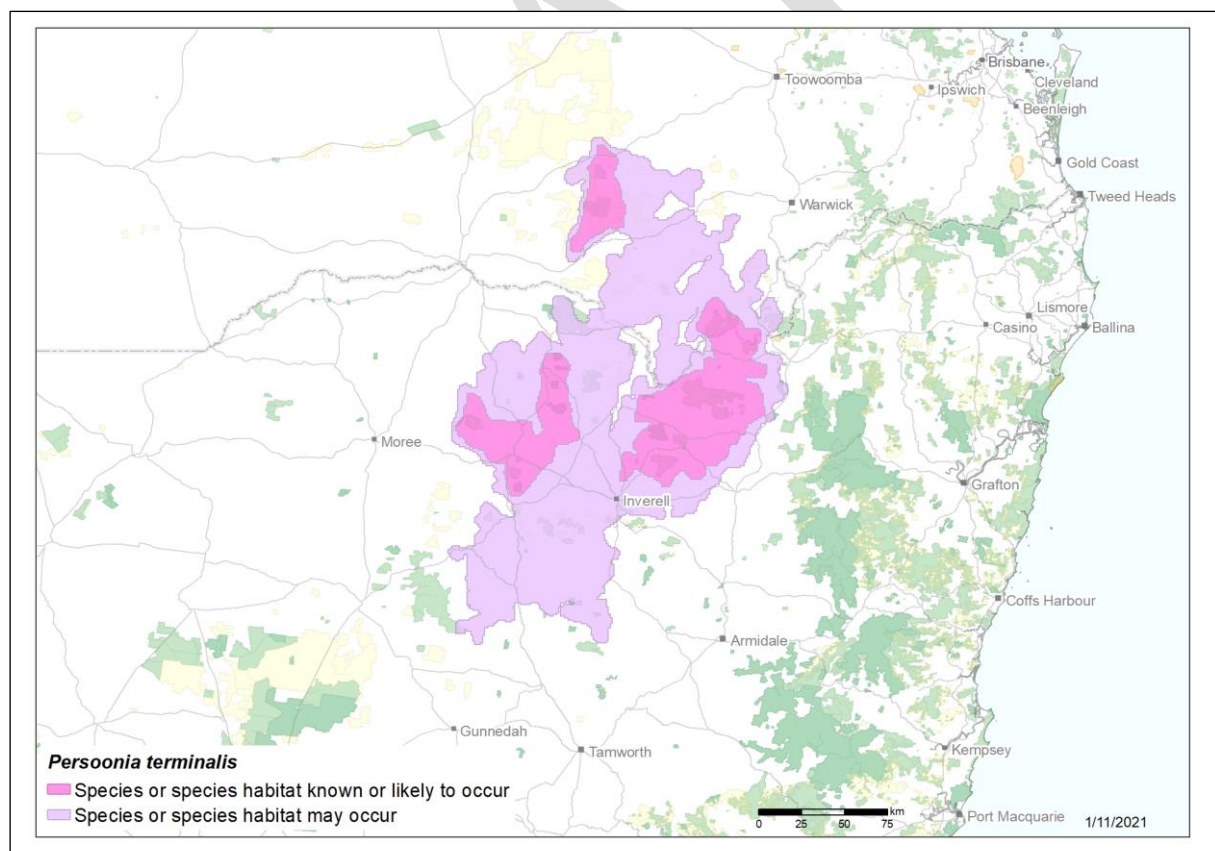 Brisbane
Toowoomba
Cleveland
Ipswich
Beenleigh
Gold Coast
Tweed Heads
Warwick
Lismore
Casino
Ballina
Moree
Grafton
Inverell
Coffs Harbour
Armidale
Gunnedah
Tamworth
Kempsey
Persoonia terminalis
Species or species habitat known or likely to occur
Species or species habitat may occur
km
0 25 50 75
Port Macquarie
1/11/2021